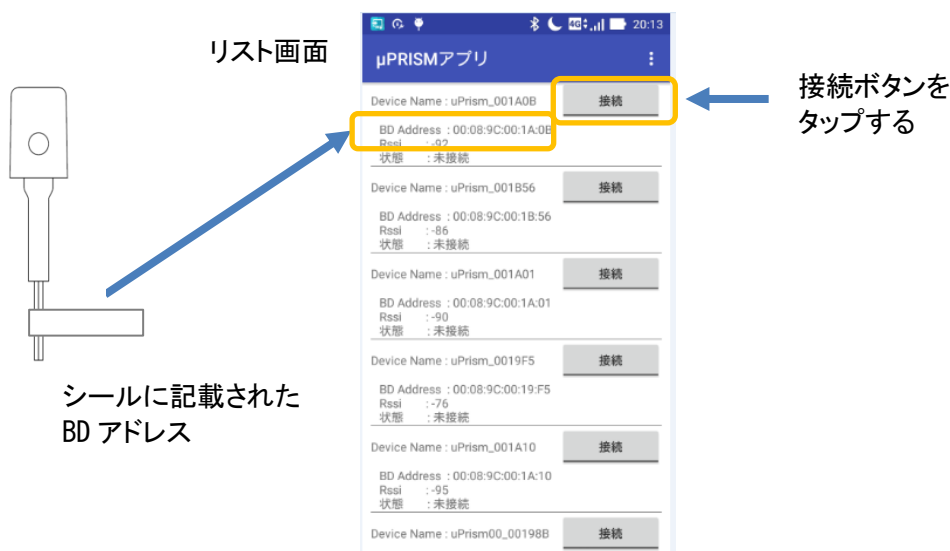 リスト画面
4G 20:13
μPRISMアプリ
Device Name : uPrism_001A0B 接続
BD Address : 00:08:9C:00:1A:0B
Rssi :-92
状態 :未接続
Device Name : uPrism_001B56 接続
BD Address : 00:08:9C:00:1B:56
Rssi :-86
状態 :未接続
Device Name : uPrism_001A01 接続
BD Address : 00:08:9C:00:1A:01
Rssi :-90
状態 :未接続
Device Name : uPrism_0019F5 接続
BD Address : 00:08:9C:00:19:F5
Rssi :-76
状態 :未接続
Device Name : uPrism_001A10 接続
BD Address : 00:08:9C:00:1A:10
Rssi :-95
状態 :未接続
Device Name : uPrism00_00198B 接続
接続ボタンを
タップする
シールに記載された
BD アドレス